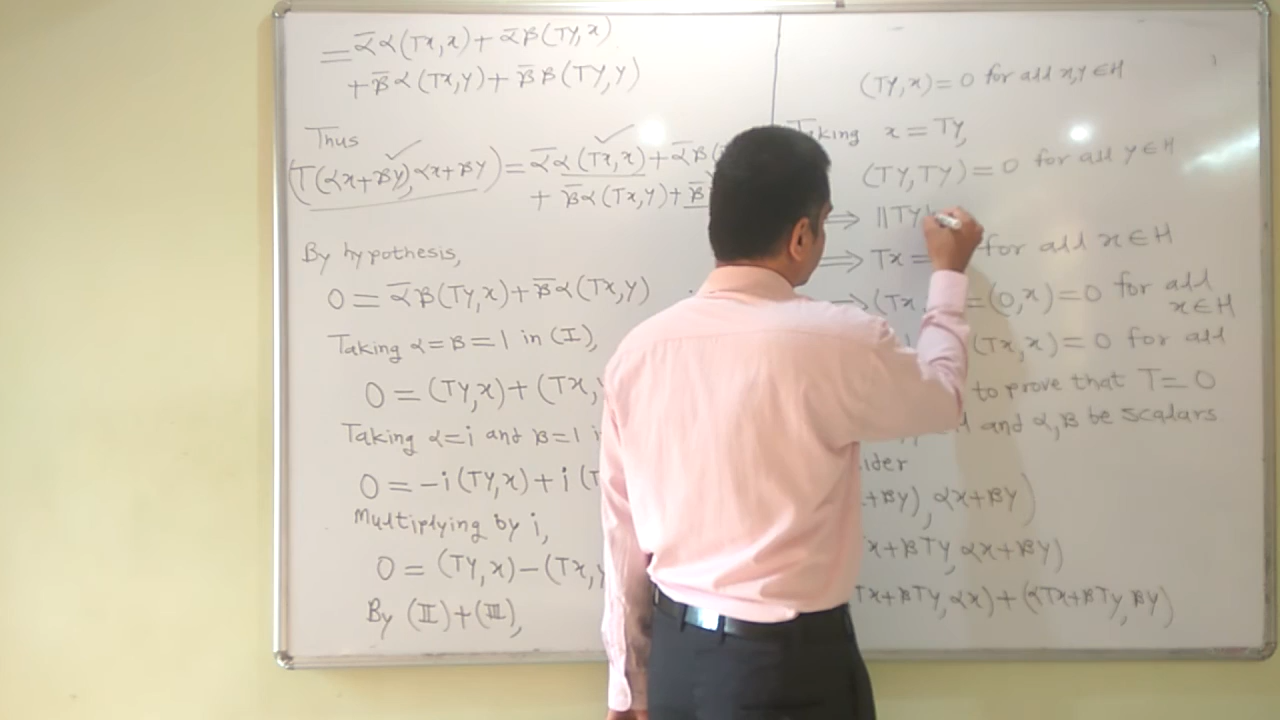 = ᾱα(Tx,x) + ᾱβ(Ty,x)
+ β̄α(Tx,y) + β̄β(Ty,y)
Thus
(T(αx+βy), αx+βy) = ᾱα(Tx,x) + ᾱβ(
+ β̄α(Tx,y) + β̄
By hypothesis,
0 = ᾱβ(Ty,x) + β̄α(Tx,y)
Taking α=β=1 in (I),
0 = (Ty,x) + (Tx,y
Taking α=i and β=1 i
0 = -i(Ty,x) + i(T
Multiplying by i,
0 = (Ty,x) - (Tx,y
By (II)+(III),
(Ty,x) = 0 for all x,y ∈ H
Taking x = Ty,
(Ty,Ty) = 0 for all y ∈ H
⟹ ||Ty|
⟹ Tx = for all x ∈ H
⟹ (Tx, = (0,x) = 0 for all
x ∈ H
(Tx,x) = 0 for all
to prove that T = 0
and α,β be scalars
ider
+βy), αx+βy)
x+βTy, αx+βy)
Tx+βTy, αx) + (αTx+βTy, βy)